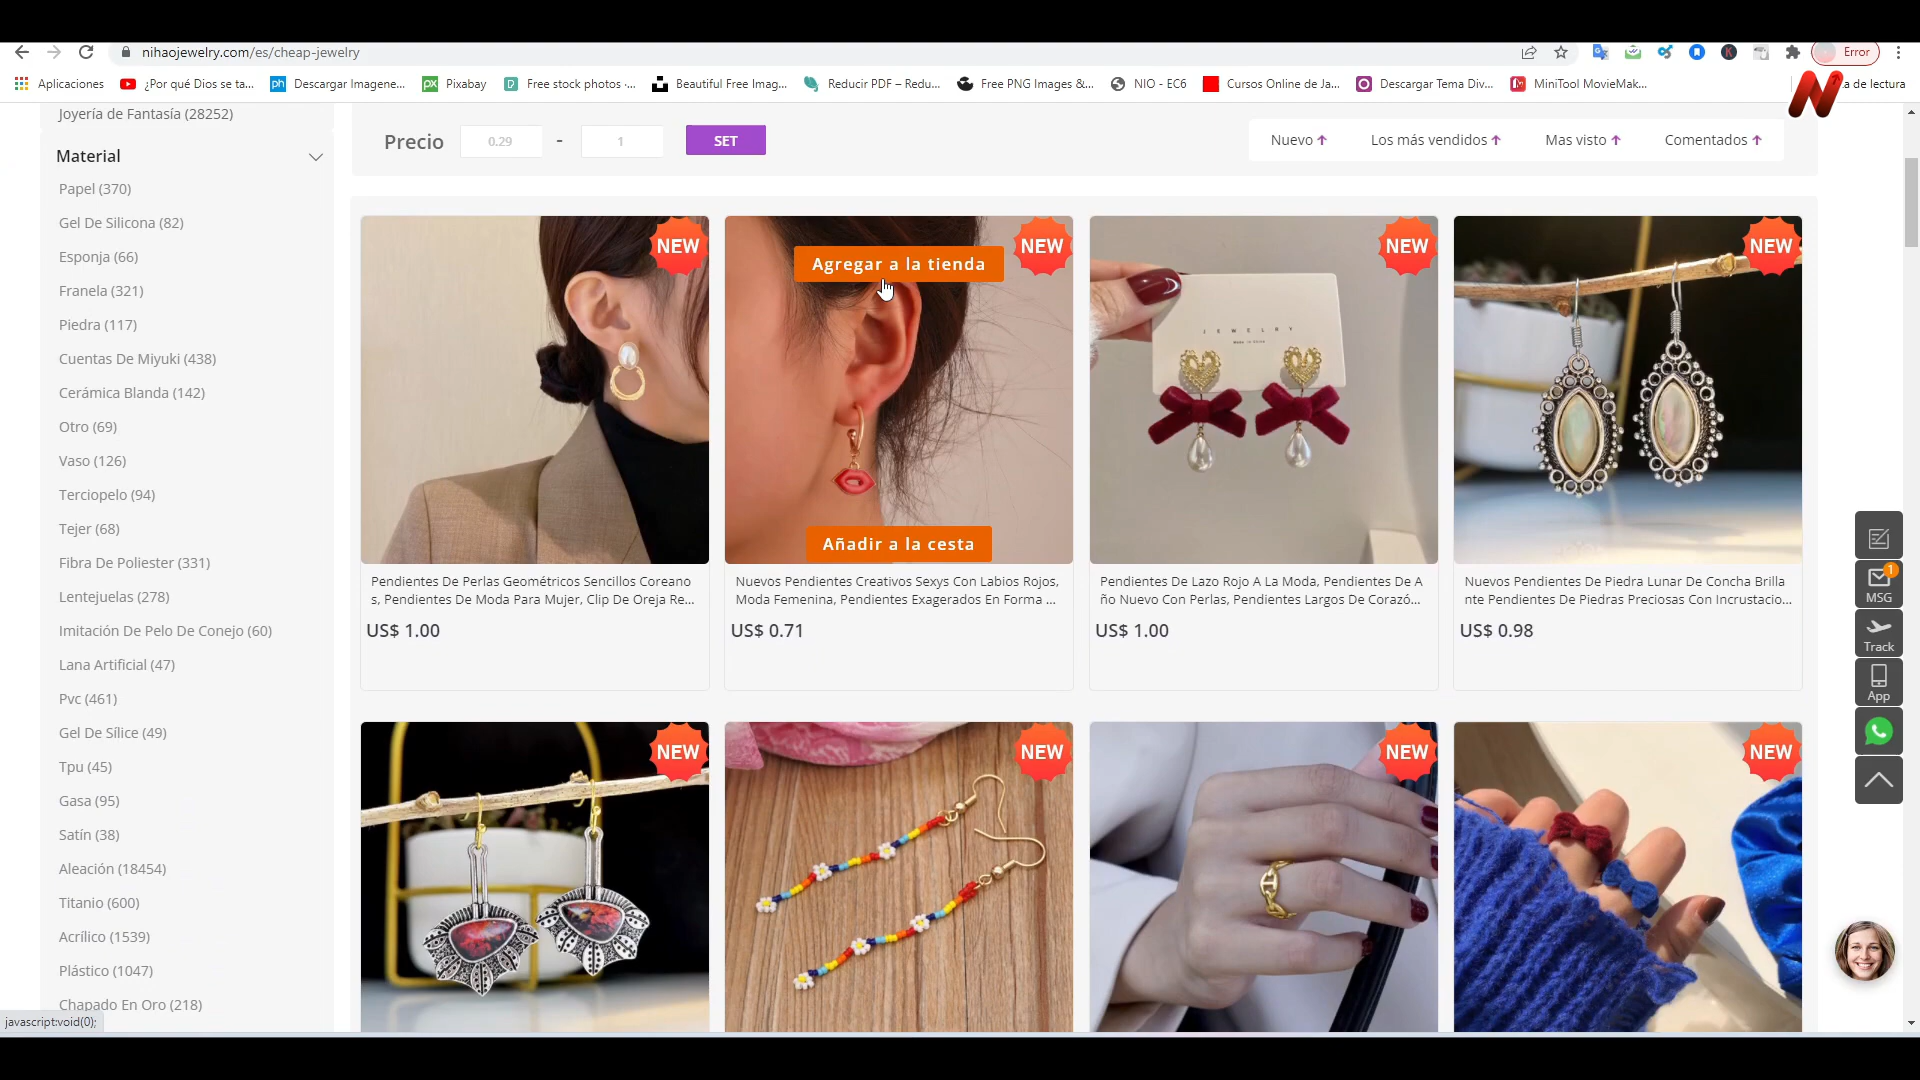 nihaojewelry.com/es/cheap-jewelry
Error
Aplicaciones
¿Por qué Dios se ta...
Descargar Imagene...
Pixabay
Free stock photos ·...
Beautiful Free Imag...
Reducir PDF – Redu...
Free PNG Images &...
NIO - EC6
Cursos Online de Ja...
Descargar Tema Div...
MiniTool MovieMak...
de lectura
Joyería de Fantasía (28252)
Material
Papel (370)
Gel De Silicona (82)
Esponja (66)
Franela (321)
Piedra (117)
Cuentas De Miyuki (438)
Cerámica Blanda (142)
Otro (69)
Vaso (126)
Terciopelo (94)
Tejer (68)
Fibra De Poliester (331)
Lentejuelas (278)
Imitación De Pelo De Conejo (60)
Lana Artificial (47)
Pvc (461)
Gel De Sílice (49)
Tpu (45)
Gasa (95)
Satín (38)
Aleación (18454)
Titanio (600)
Acrílico (1539)
Plástico (1047)
Chapado En Oro (218)
javascript:void(0);
Precio 0.29 - 1 SET
Nuevo Los más vendidos Mas visto Comentados
NEW
NEW
NEW
NEW
Agregar a la tienda
Añadir a la cesta
JEWELRY
Made in China
Pendientes De Perlas Geométricos Sencillos Coreano
s, Pendientes De Moda Para Mujer, Clip De Oreja Re...
US$ 1.00
Nuevos Pendientes Creativos Sexys Con Labios Rojos,
Moda Femenina, Pendientes Exagerados En Forma ...
US$ 0.71
Pendientes De Lazo Rojo A La Moda, Pendientes De A
ño Nuevo Con Perlas, Pendientes Largos De Corazó...
US$ 1.00
Nuevos Pendientes De Piedra Lunar De Concha Brilla
nte Pendientes De Piedras Preciosas Con Incrustacio...
US$ 0.98
NEW
NEW
NEW
NEW
1
MSG
Track
App